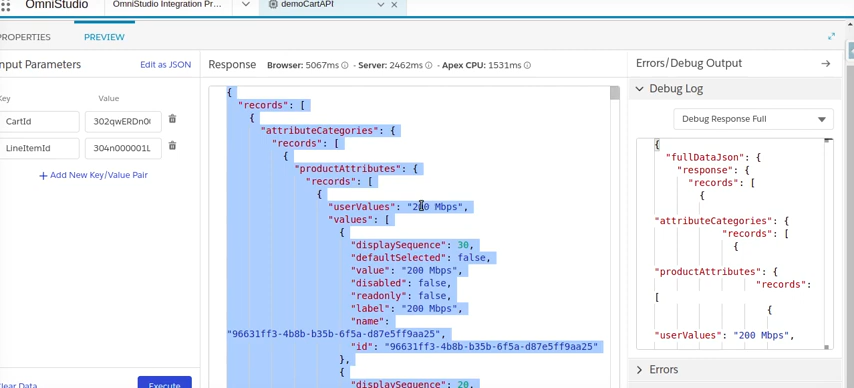 OmniStudio
OmniStudio Integration Pr...
demoCartAPI
PROPERTIES
PREVIEW
nput Parameters
Edit as JSON
Key
Value
CartId
302qwERDn0
LineItemId
304n000001L
Add New Key/Value Pair
Clear Data
Execute
Response Browser: 5067ms Server: 2462ms Apex CPU: 1531ms
{
"records": [
{
"attributeCategories": {
"records": [
{
"productAttributes": {
"records": [
{
"userValues": "200 Mbps",
"values": [
{
"displaySequence": 30,
"defaultSelected": false,
"value": "200 Mbps",
"disabled": false,
"readonly": false,
"label": "200 Mbps",
"name":
"96631ff3-4b8b-b35b-6f5a-d87e5ff9aa25",
"id": "96631ff3-4b8b-b35b-6f5a-d87e5ff9aa25"
},
{
"displaySequence": 20,
Errors/Debug Output
Debug Log
Debug Response Full
{
"fullDataJson": {
"response": {
"records": [
{
"attributeCategories": {
"records": [
{
"productAttributes": {
"records":
[
{
"userValues": "200 Mbps",
Errors